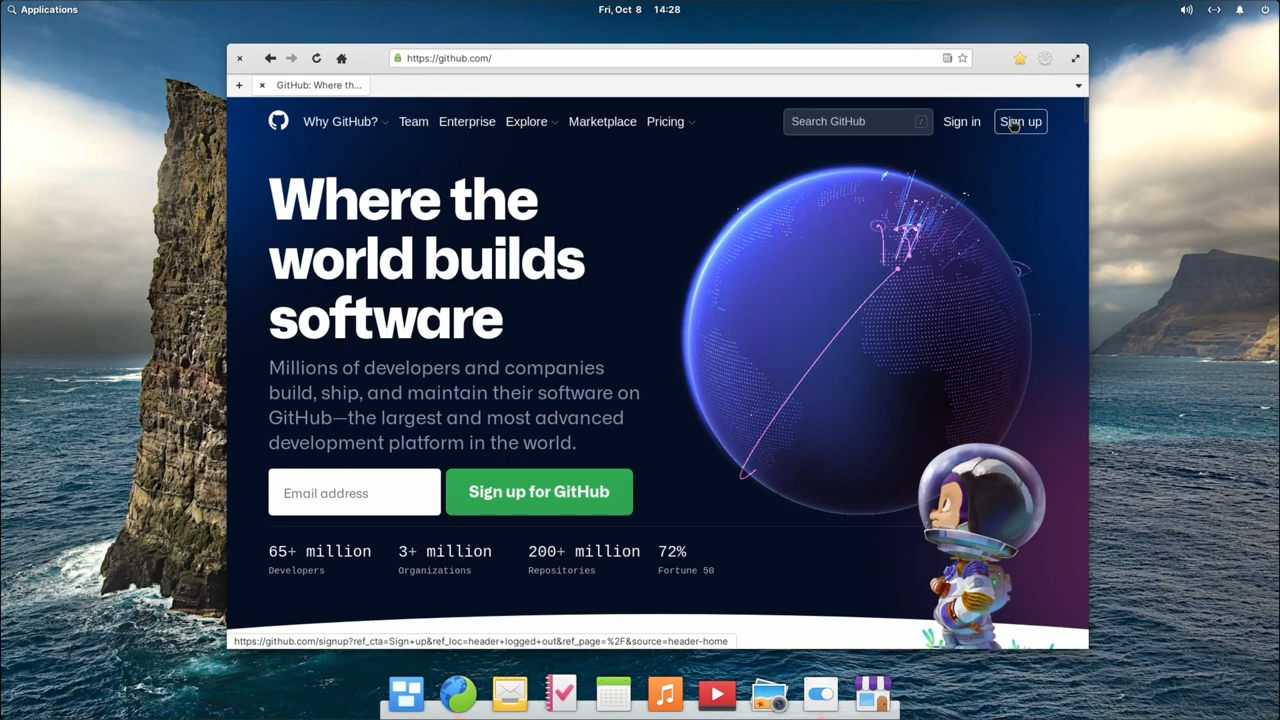 Applications
Fri, Oct 8 14:28
https://github.com/
GitHub: Where th...
Why GitHub? Team Enterprise Explore Marketplace Pricing
Search GitHub /
Sign in
Sign up
Where the
world builds
software
Millions of developers and companies
build, ship, and maintain their software on
GitHub—the largest and most advanced
development platform in the world.
Email address
Sign up for GitHub
65+ million 3+ million 200+ million 72%
Developers Organizations Repositories Fortune 50
https://github.com/signup?ref_cta=Sign+up&ref_loc=header+logged+out&ref_page=%2F&source=header-home